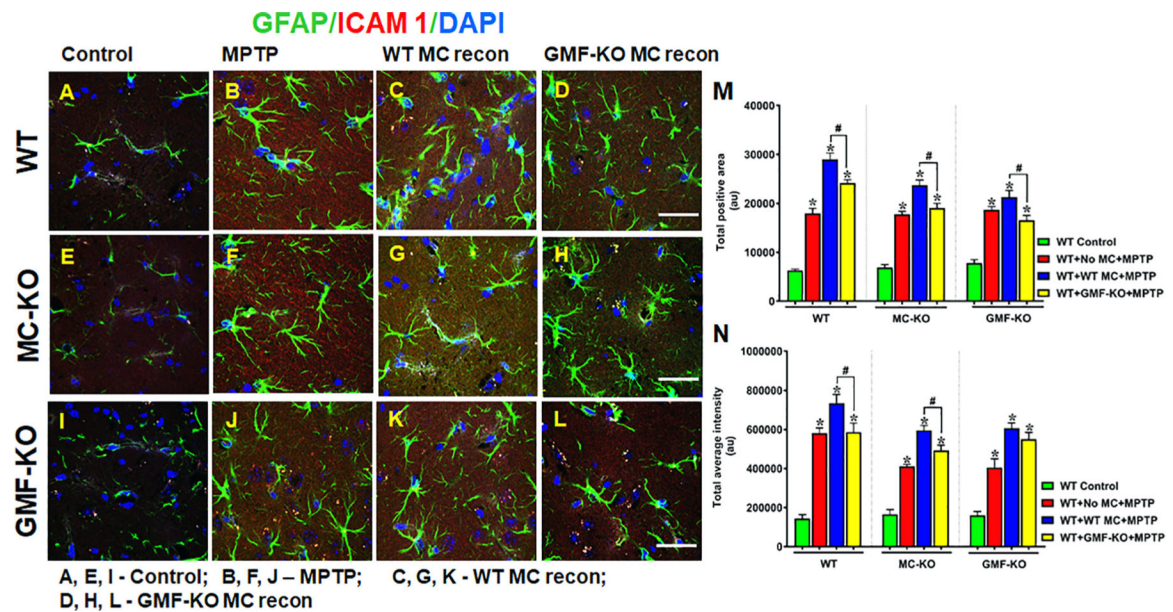 GFAP/ICAM 1/DAPI
Control MPTP WT MC recon GMF-KO MC recon
WT
A B C D
MC-KO
E F G H
GMF-KO
I J K L
A, E, I - Control; B, F, J – MPTP; C, G, K - WT MC recon;
D, H, L - GMF-KO MC recon
M
Total positive area
(au)
40000
30000
20000
10000
0
* * # *
* * # *
* * # *
WT MC-KO GMF-KO
WT Control
WT+No MC+MPTP
WT+WT MC+MPTP
WT+GMF-KO+MPTP
N
Total average intensity
(au)
1000000
800000
600000
400000
200000
0
* * # *
* * # *
* * *
WT MC-KO GMF-KO
WT Control
WT+No MC+MPTP
WT+WT MC+MPTP
WT+GMF-KO+MPTP